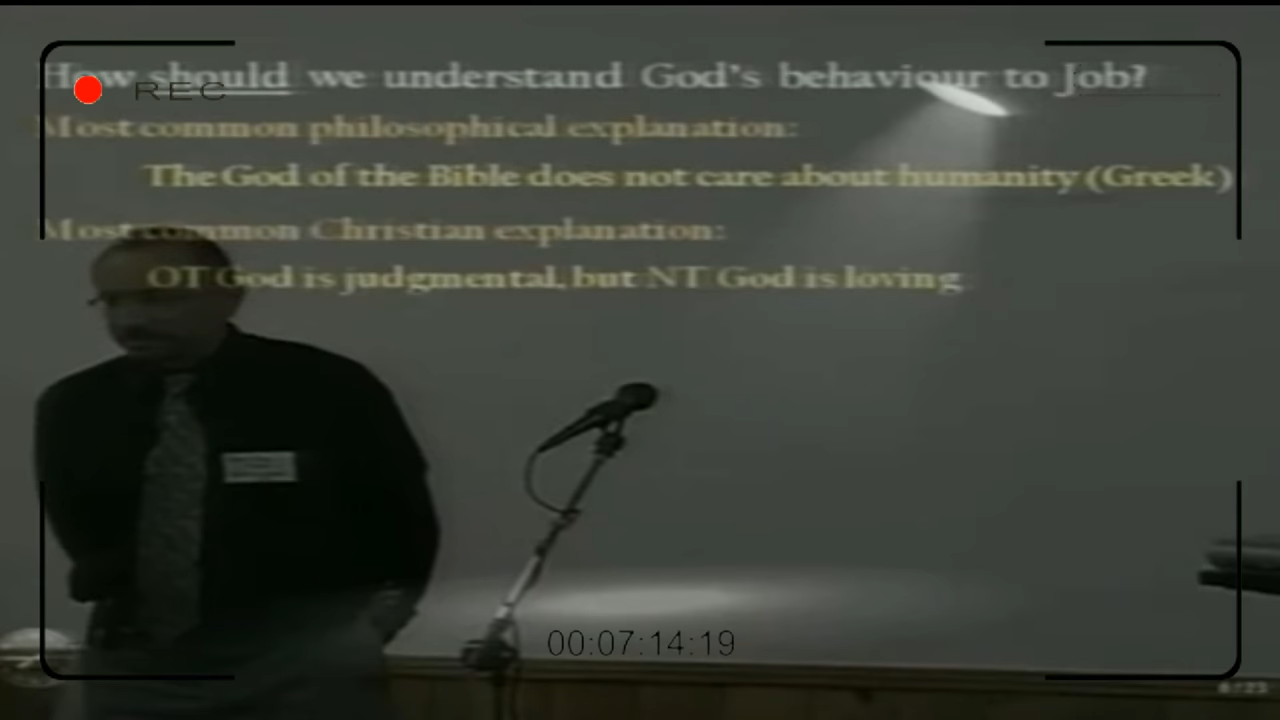 How should we understand God's behaviour to Job?
REC
Most common philosophical explanation:
The God of the Bible does not care about humanity (Greek)
Most common Christian explanation:
OT God is judgmental, but NT God is loving
00:07:14:19